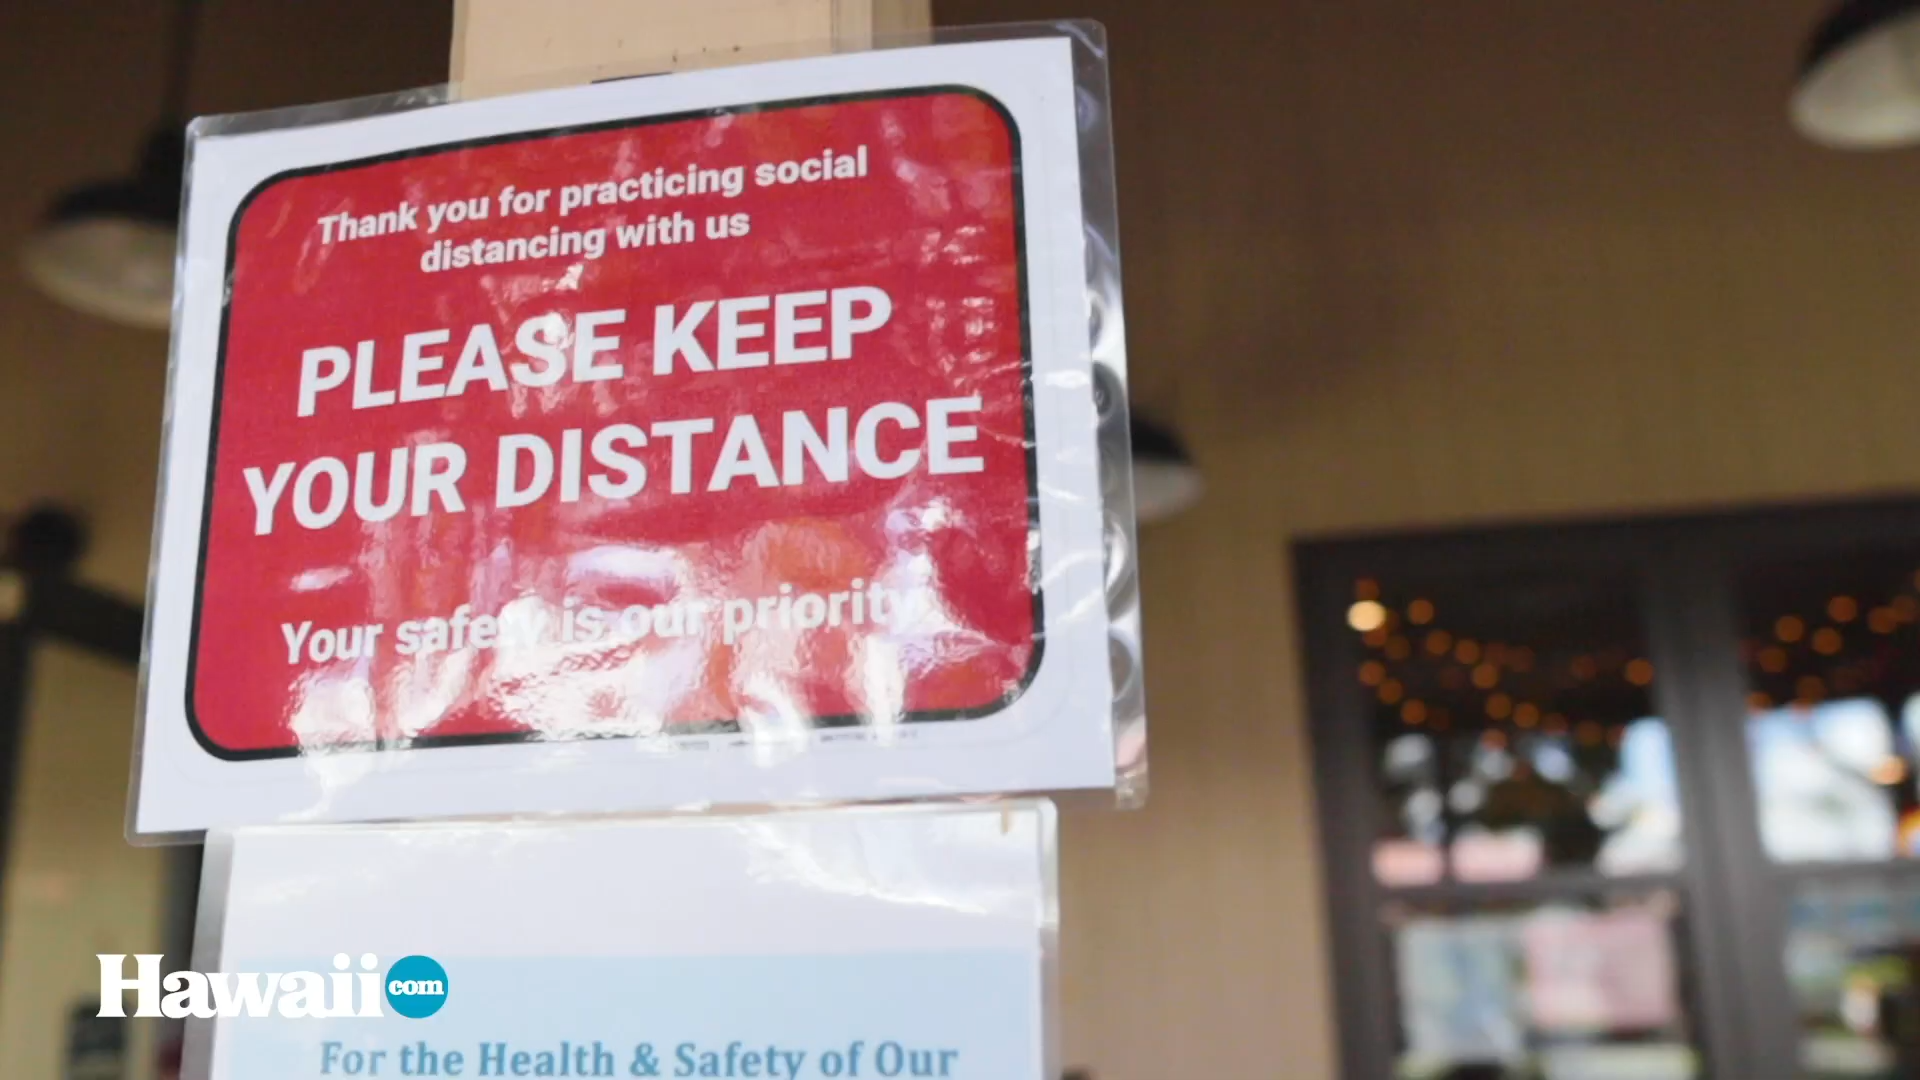 Thank you for practicing social
distancing with us
PLEASE KEEP
YOUR DISTANCE
Your safety is our priority
Hawaii com
For the Health & Safety of Our